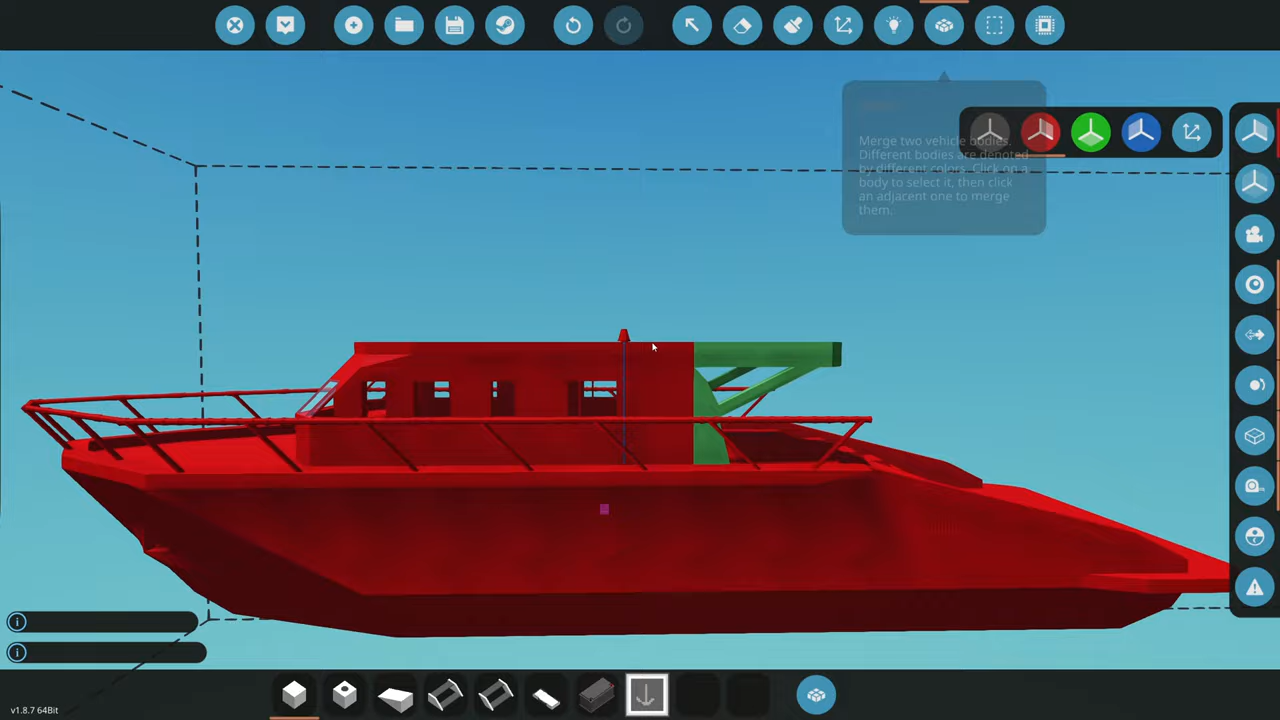 Merge two vehicle bodies.
Different bodies are denoted
by different colors. Click on a
body to select it, then click
an adjacent one to merge
them.
v1.8.7 64Bit